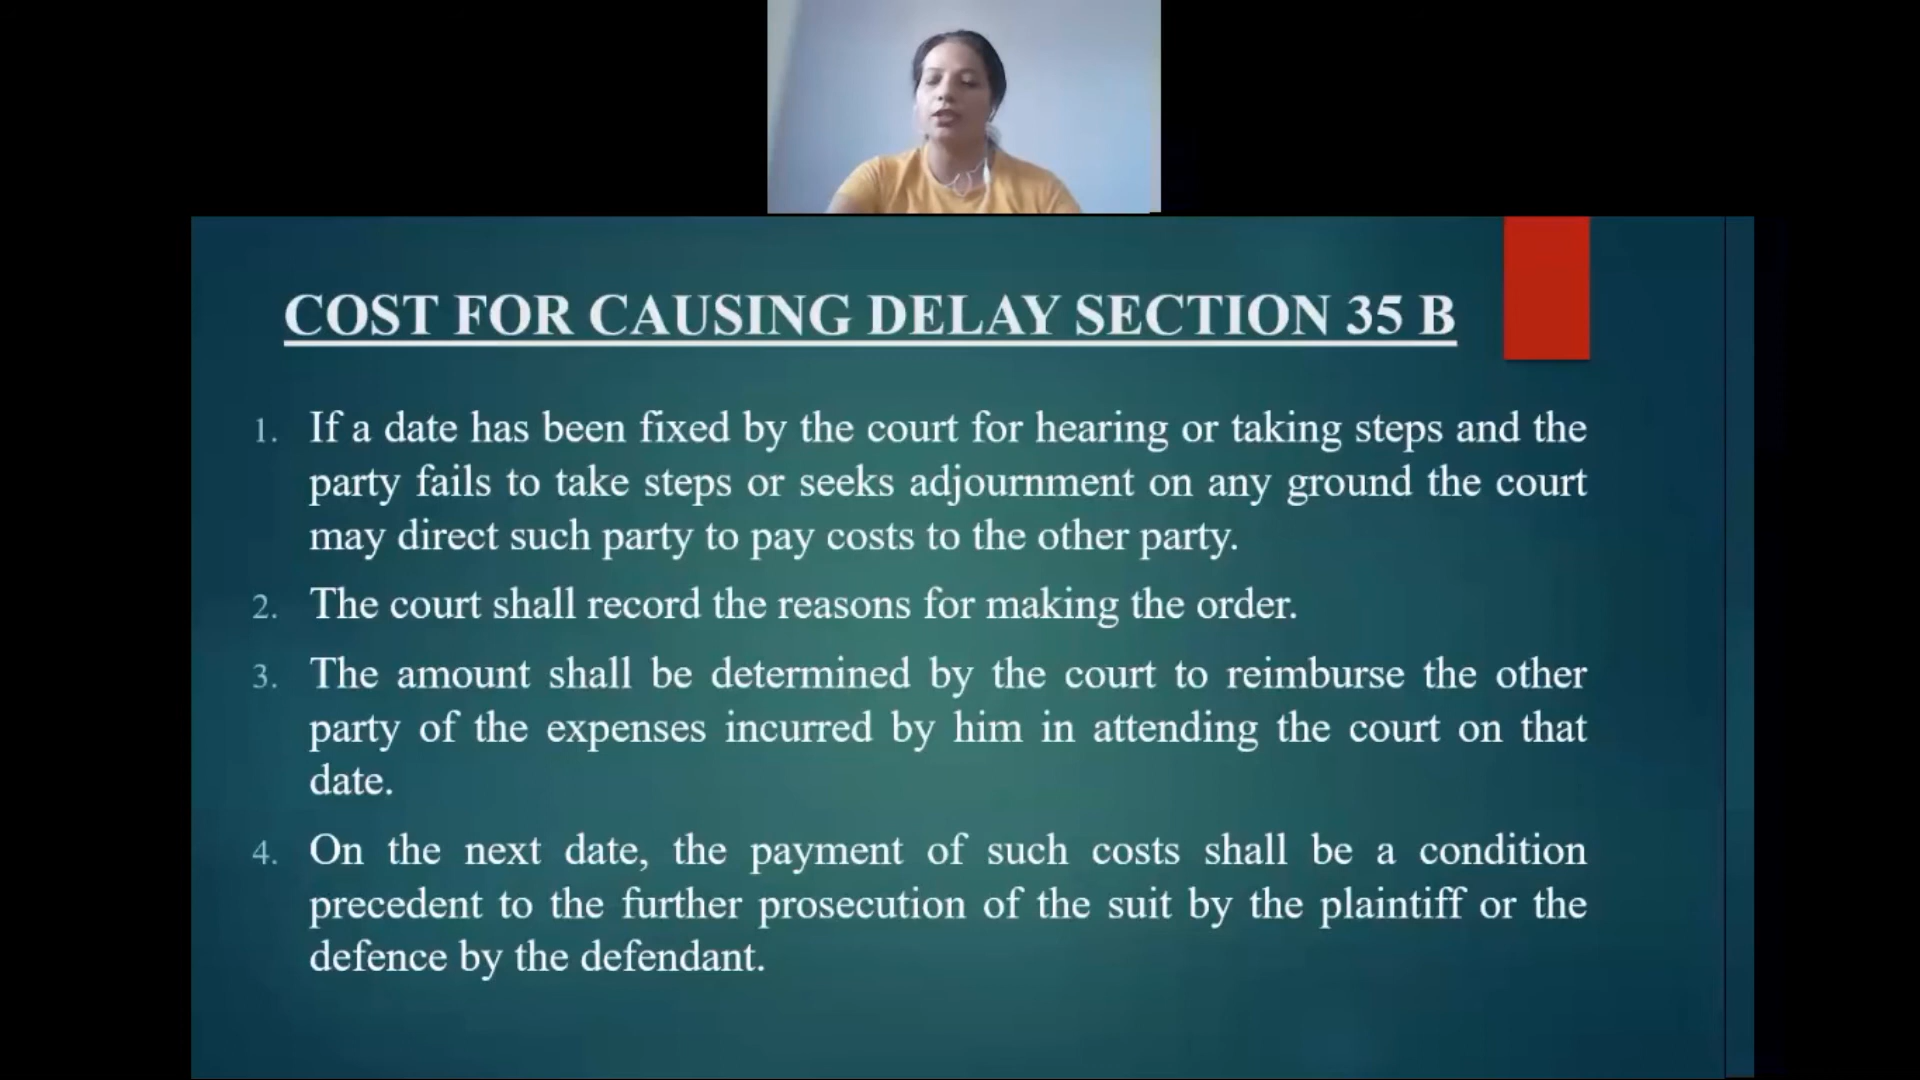 COST FOR CAUSING DELAY SECTION 35 B
1. If a date has been fixed by the court for hearing or taking steps and the
party fails to take steps or seeks adjournment on any ground the court
may direct such party to pay costs to the other party.
2. The court shall record the reasons for making the order.
3. The amount shall be determined by the court to reimburse the other
party of the expenses incurred by him in attending the court on that
date.
4. On the next date, the payment of such costs shall be a condition
precedent to the further prosecution of the suit by the plaintiff or the
defence by the defendant.